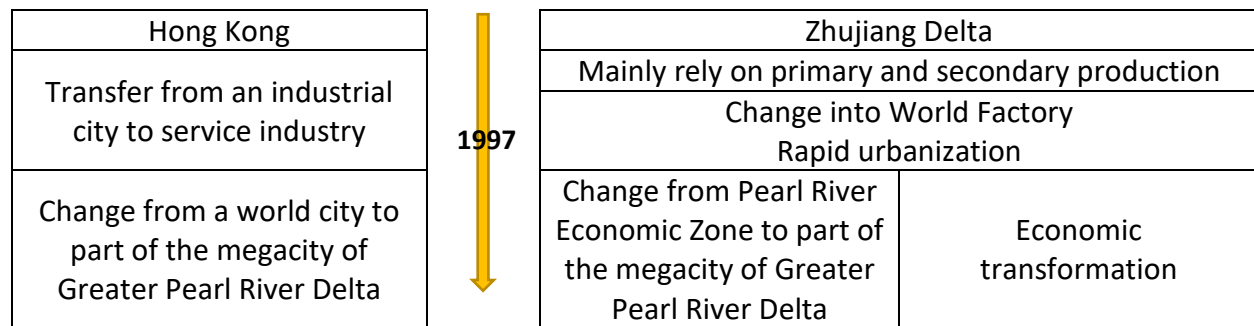 Hong Kong
Transfer from an industrial
city to service industry
Change from a world city to
part of the megacity of
Greater Pearl River Delta
1997
Zhujiang Delta
Mainly rely on primary and secondary production
Change into World Factory
Rapid urbanization
Change from Pearl River
Economic Zone to part of
the megacity of Greater
Pearl River Delta
Economic
transformation